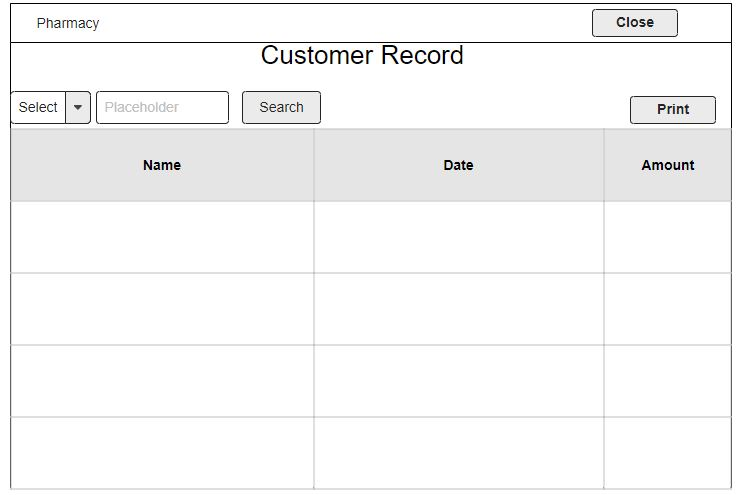 Pharmacy Close
Customer Record
Select Placeholder Search Print
Name Date Amount